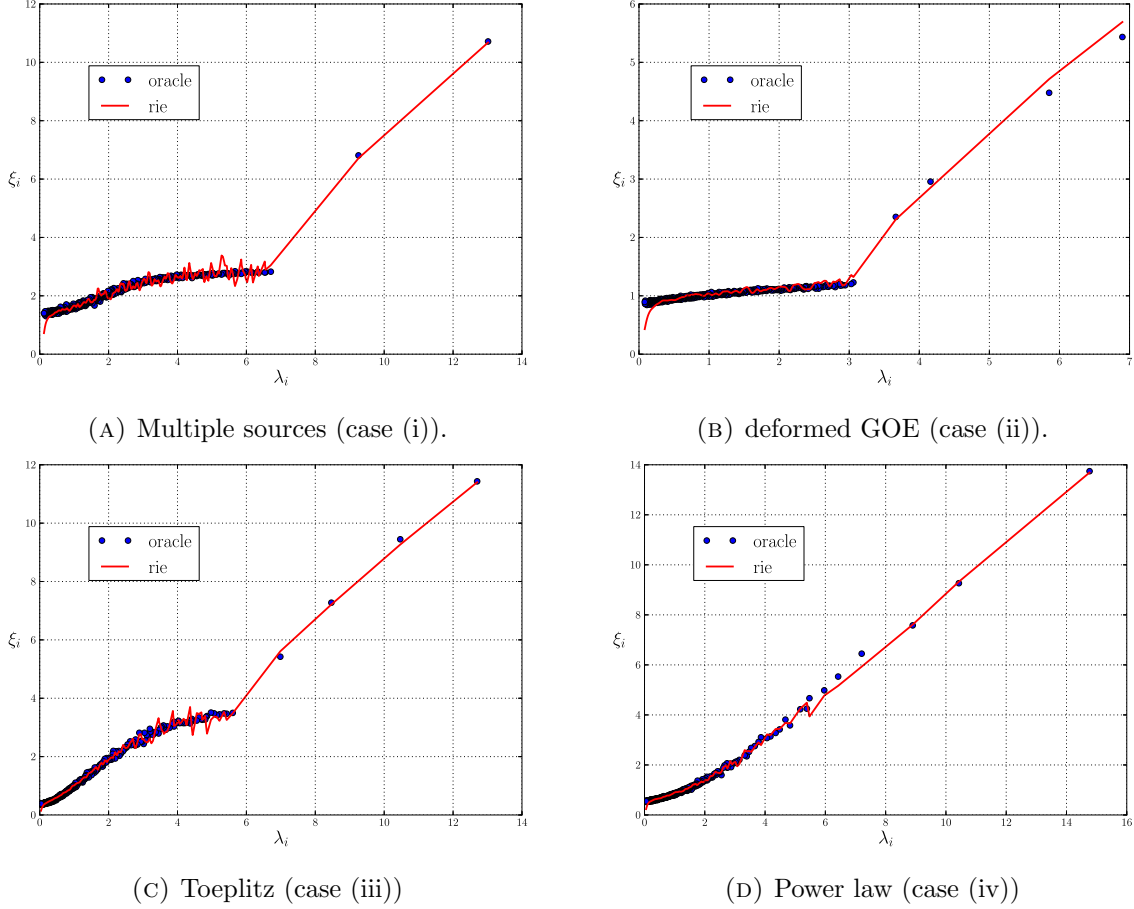 12
10
8
ξi
6
4
2
0
oracle
rie
0 2 4 6 8 10 12 14
λi
(A) Multiple sources (case (i)).
6
5
4
ξi
3
2
1
0
oracle
rie
0 1 2 3 4 5 6 7
λi
(B) deformed GOE (case (ii)).
12
10
8
ξi
6
4
2
0
oracle
rie
0 2 4 6 8 10 12 14
λi
(C) Toeplitz (case (iii))
14
12
10
8
ξi
6
4
2
0
oracle
rie
0 2 4 6 8 10 12 14 16
λi
(D) Power law (case (iv))